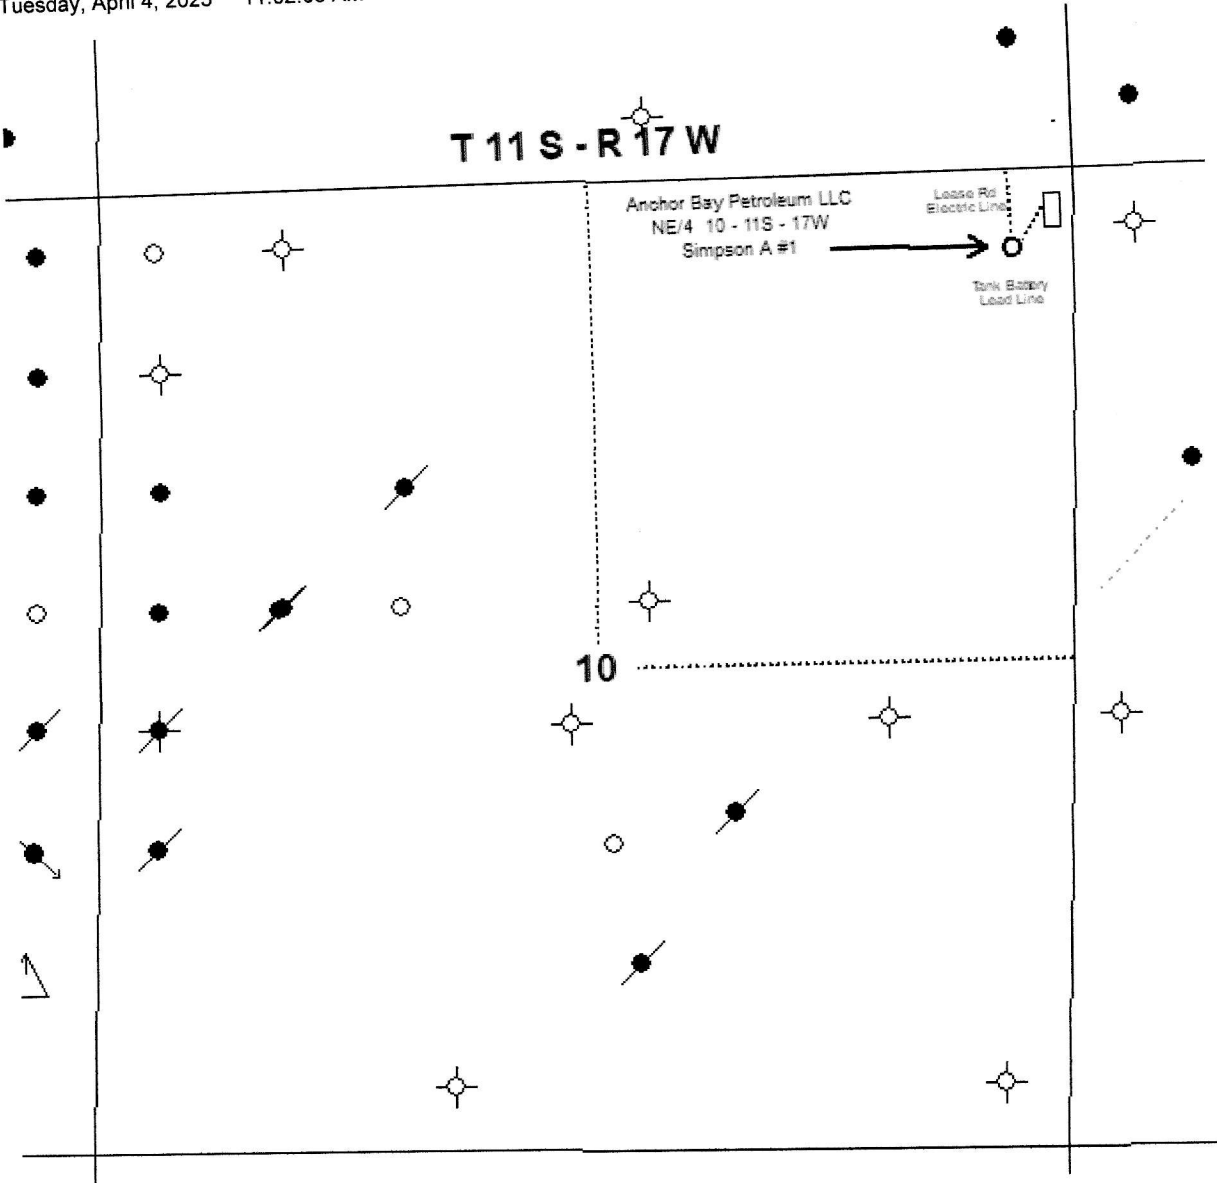 Tuesday, April 4, 2023
T 11 S - R 17 W
Anchor Bay Petroleum LLC
NE/4 10 - 11S - 17W
Simpson A #1
Lease Rd
Electric Line
Tank Battery
Lead Line
10